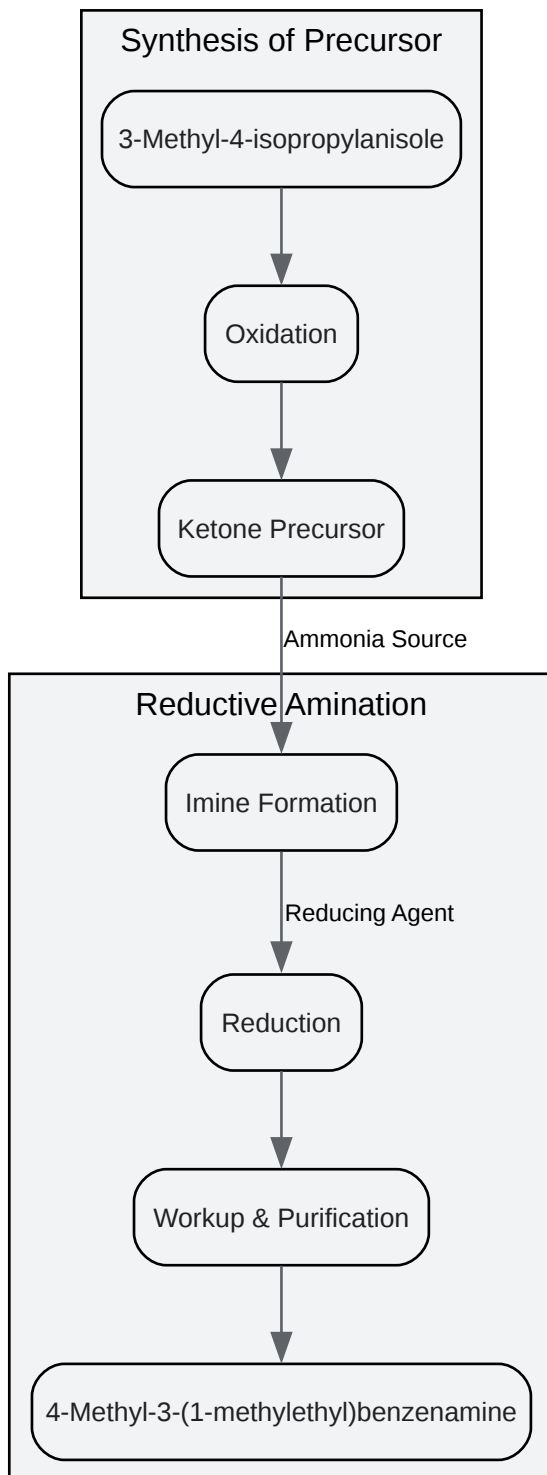 Synthesis of Precursor
3-Methyl-4-isopropylanisole
Oxidation
Ketone Precursor
Ammonia Source
Reductive Amination
Imine Formation
Reducing Agent
Reduction
Workup & Purification
4-Methyl-3-(1-methylethyl)benzenamine